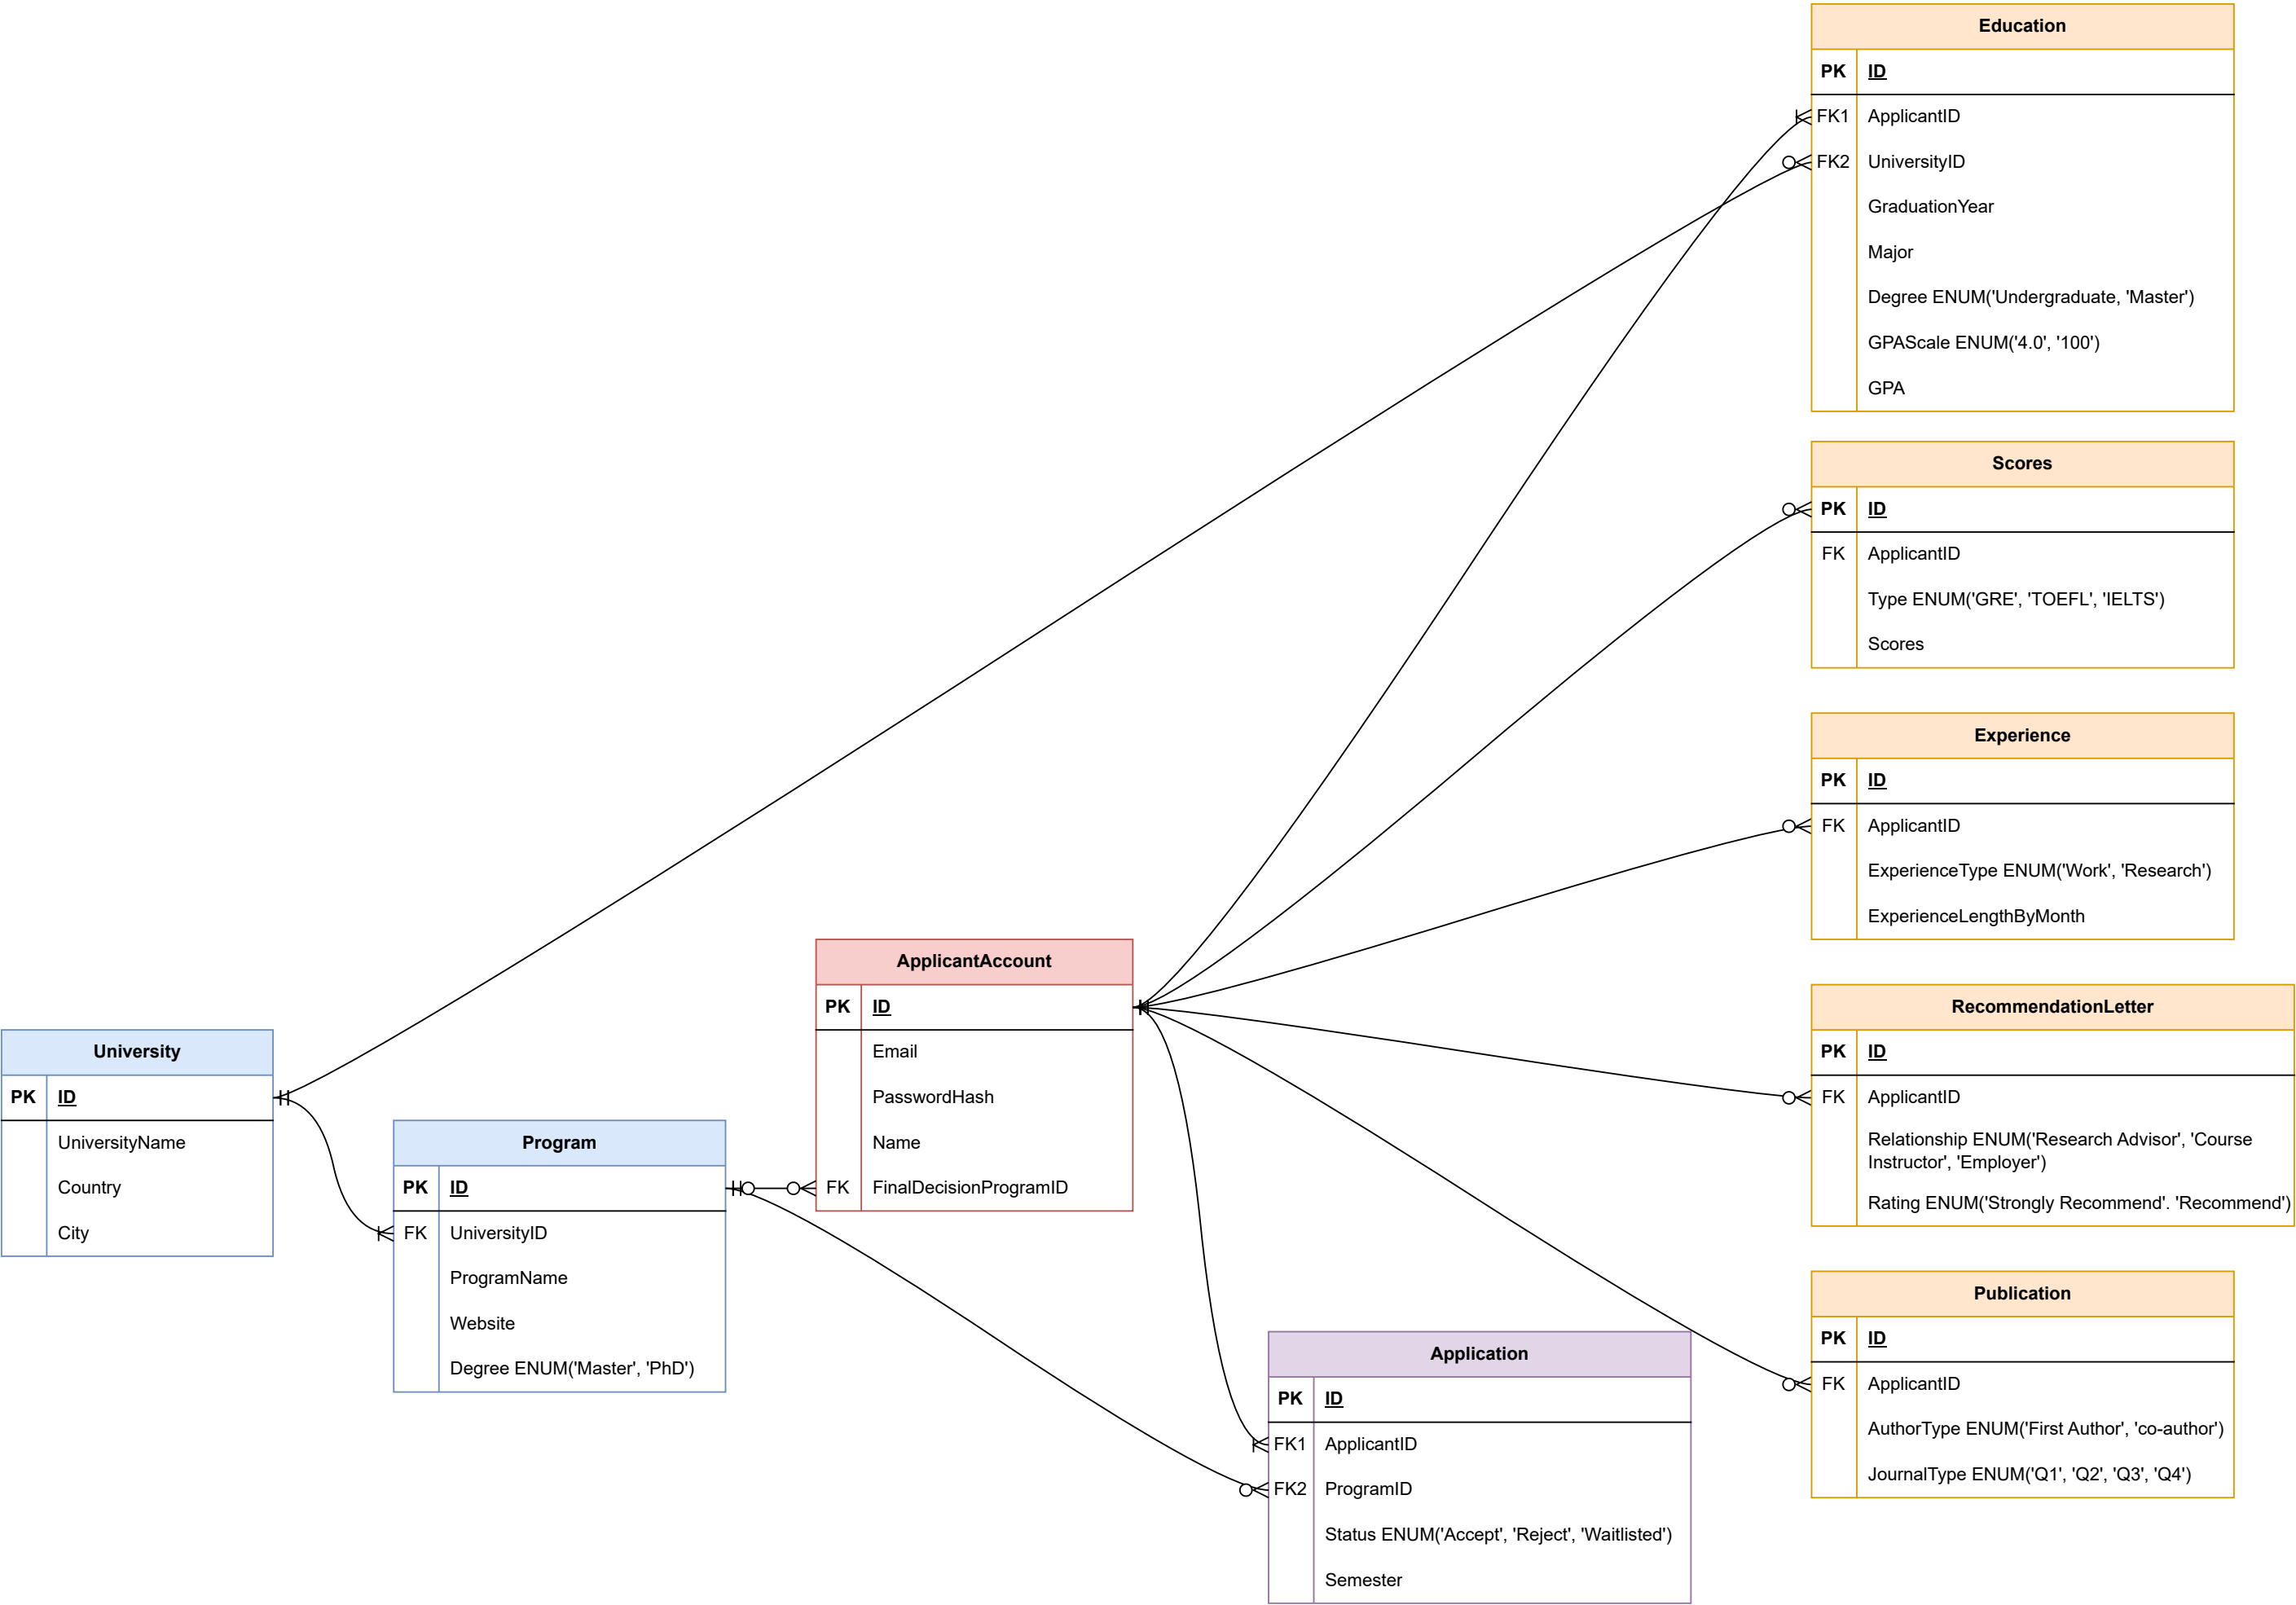 Education
PK ID
FK1 ApplicantID
FK2 UniversityID
GraduationYear
Major
Degree ENUM('Undergraduate, 'Master')
GPAScale ENUM('4.0', '100')
GPA
Scores
PK ID
FK ApplicantID
Type ENUM('GRE', 'TOEFL', 'IELTS')
Scores
Experience
PK ID
FK ApplicantID
ExperienceType ENUM('Work', 'Research')
ExperienceLengthByMonth
ApplicantAccount
PK ID
Email
PasswordHash
Name
FK FinalDecisionProgramID
RecommendationLetter
PK ID
FK ApplicantID
Relationship ENUM('Research Advisor', 'Course
Instructor', 'Employer')
Rating ENUM('Strongly Recommend'. 'Recommend')
University
PK ID
UniversityName
Country
City
Program
PK ID
FK UniversityID
ProgramName
Website
Degree ENUM('Master', 'PhD')
Publication
PK ID
FK ApplicantID
AuthorType ENUM('First Author', 'co-author')
JournalType ENUM('Q1', 'Q2', 'Q3', 'Q4')
Application
PK ID
FK1 ApplicantID
FK2 ProgramID
Status ENUM('Accept', 'Reject', 'Waitlisted')
Semester